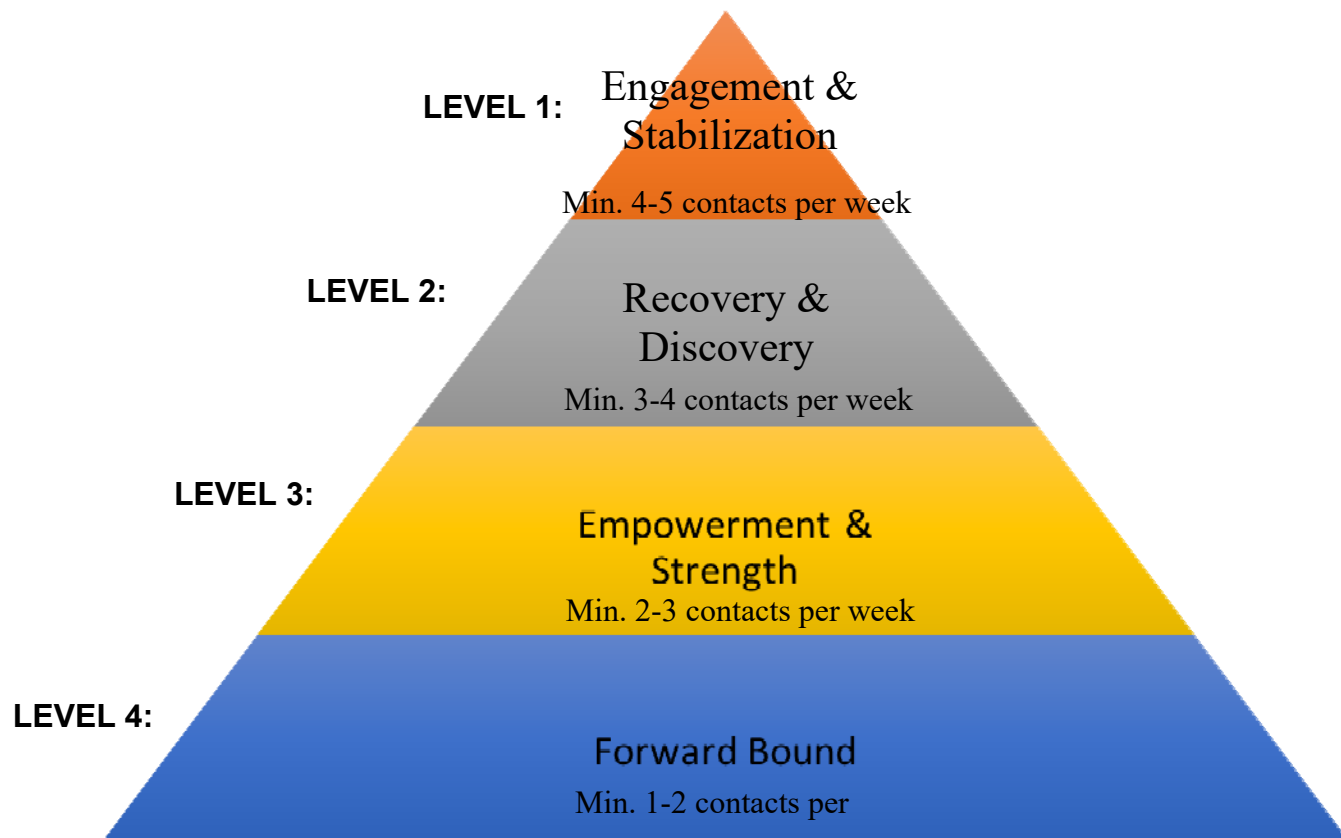 LEVEL 1:
Engagement &
Stabilization
Min. 4-5 contacts per week
LEVEL 2:
Recovery &
Discovery
Min. 3-4 contacts per week
LEVEL 3:
Empowerment &
Strength
Min. 2-3 contacts per week
LEVEL 4:
Forward Bound
Min. 1-2 contacts per